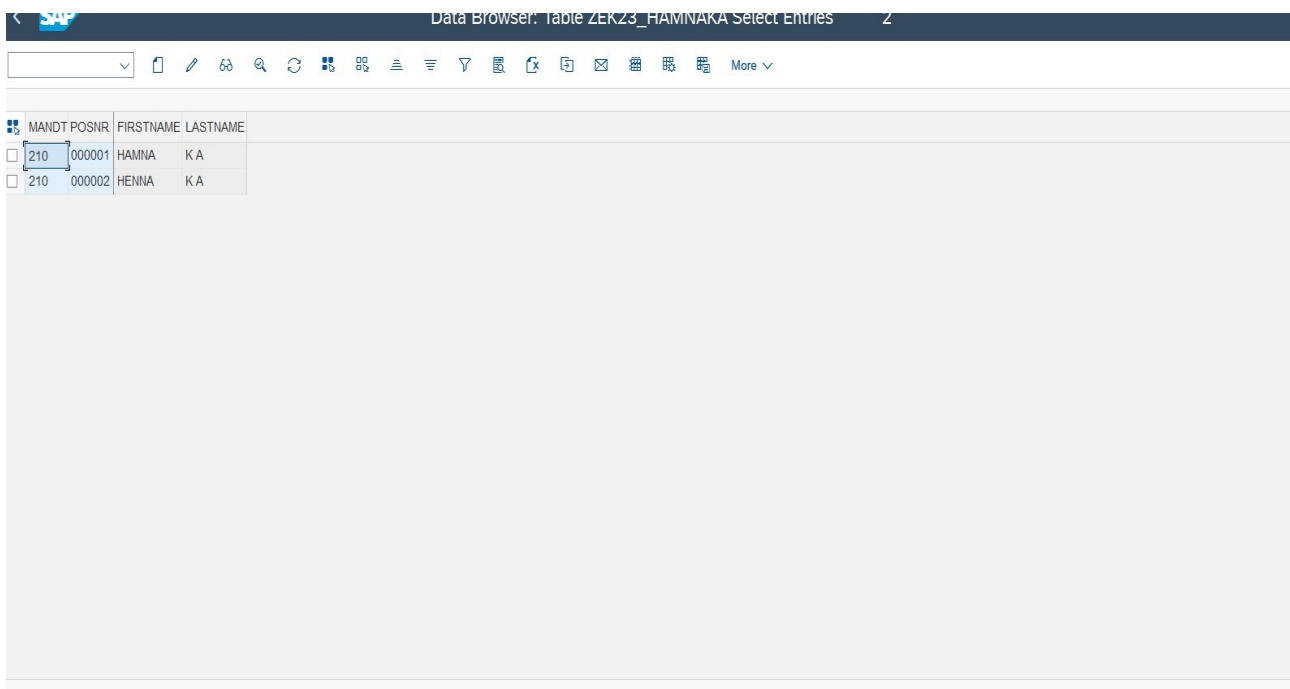 SAP Data Browser: Table ZEK23_HAMNAKA Select Entries 2
More
MANDT POSNR FIRSTNAME LASTNAME
210 000001 HAMNA K A
210 000002 HENNA K A